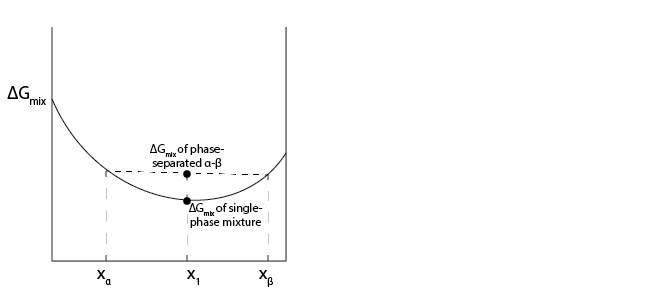 ΔGmix
ΔGmix of phase-
separated α-β
ΔGmix of single-
phase mixture
Xα
X1
Xβ